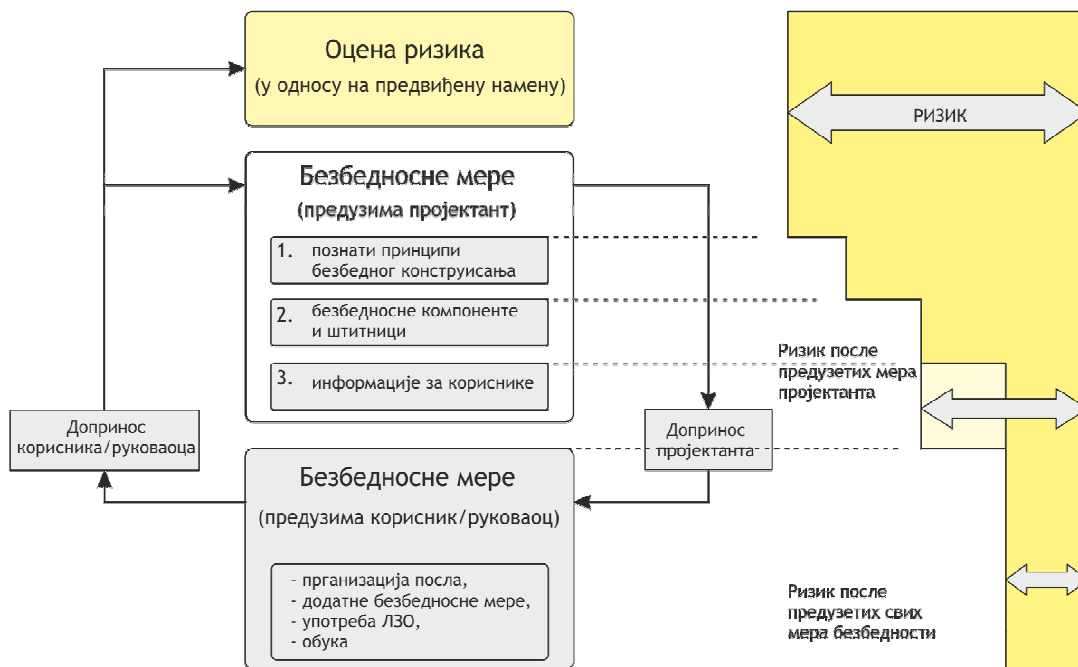 Оцена ризика
(у односу на предвиђену намену)
РИЗИК
Безбедносне мере
(предузима пројектант)
1. познати принципи
безбедног конструисања
2. безбедносне компоненте
и штитници
3. информације за кориснике
Ризик после
предузетих мера
пројектанта
Допринос
корисника/руковаоца
Допринос
пројектанта
Безбедносне мере
(предузима корисник/руковаоц)
- прганизација посла,
- додатне безбедносне мере,
- употреба ЛЗО,
- обука
Ризик после
предузетих свих
мера безбедности